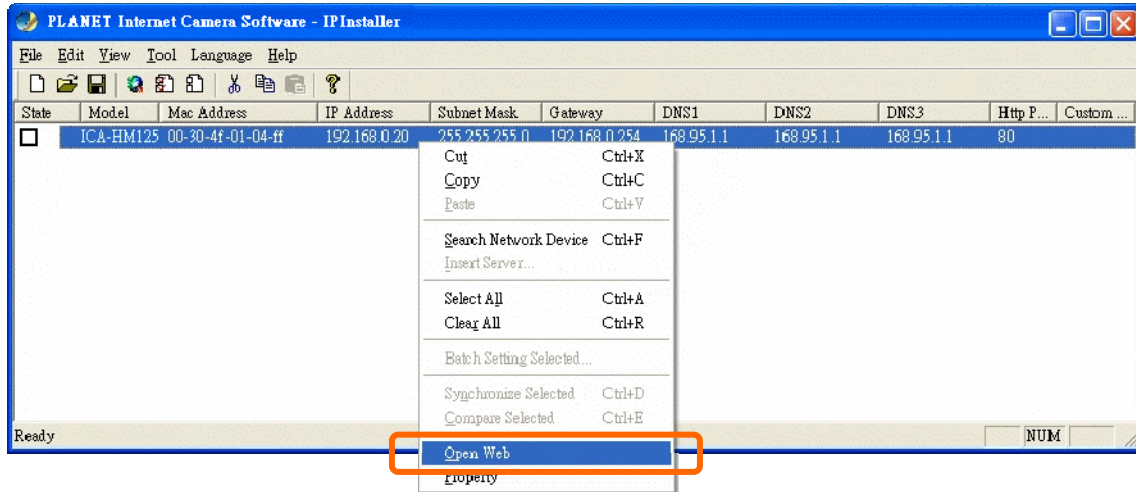 PLANET Internet Camera Software - IPInstaller
File Edit View Tool Language Help
State Model Mac Address IP Address Subnet Mask Gateway DNS1 DNS2 DNS3 Http P... Custom ...
ICA-HM125 00-30-4f-01-04-ff 192.168.0.20 255.255.255.0 192.168.0.254 168.95.1.1 168.95.1.1 168.95.1.1 80
Cut Ctrl+X
Copy Ctrl+C
Paste Ctrl+V
Search Network Device Ctrl+F
Insert Server...
Select All Ctrl+A
Clear All Ctrl+R
Batch Setting Selected...
Synchronize Selected Ctrl+D
Compare Selected Ctrl+E
Open Web
Property
Ready NUM